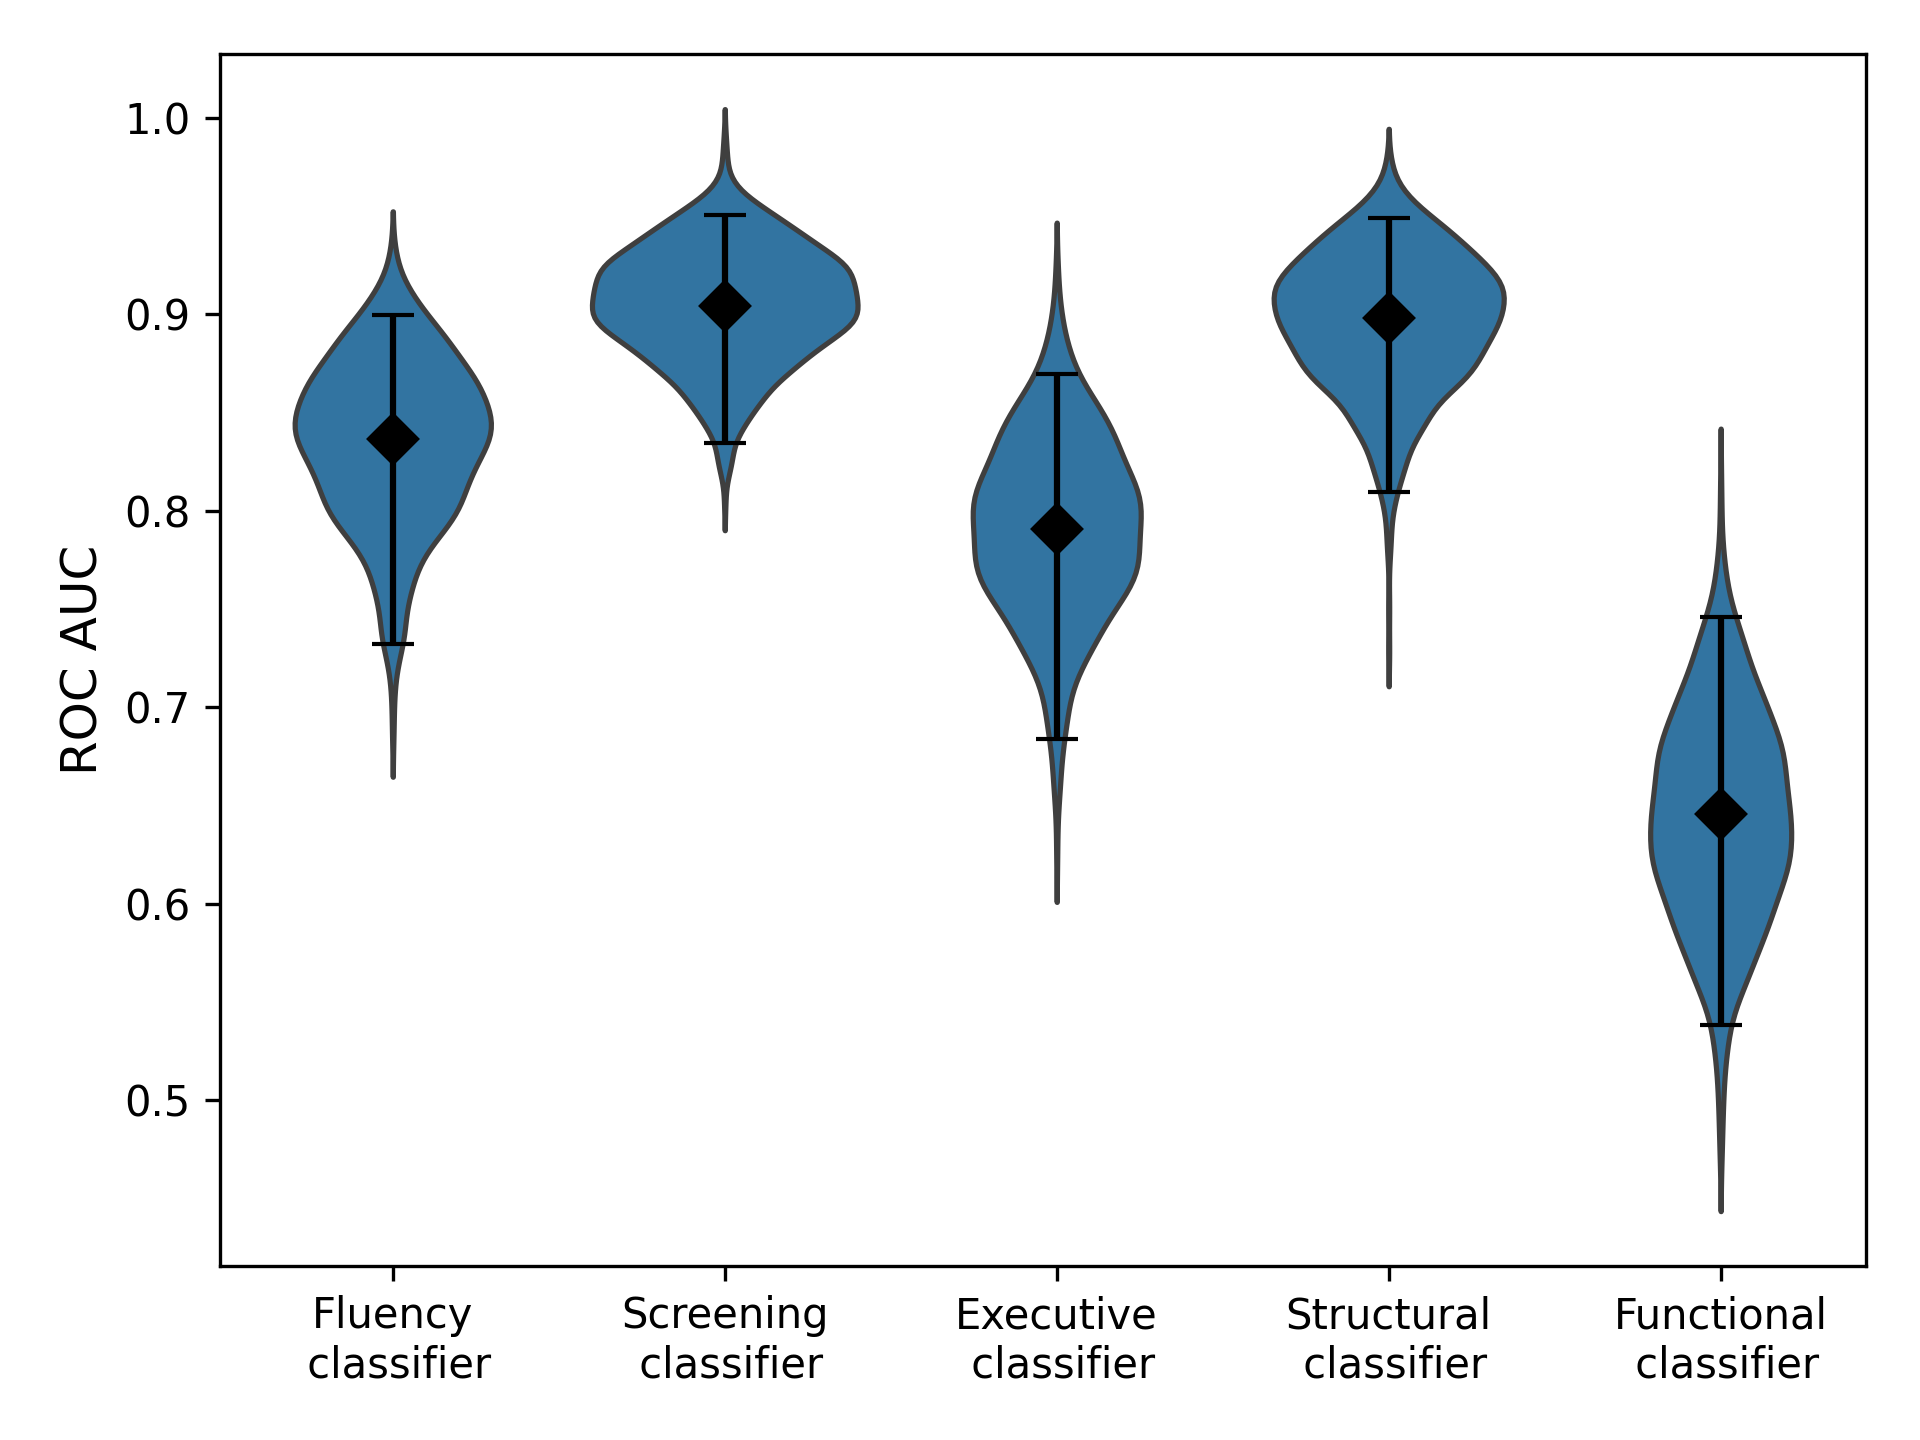 ROC AUC
1.0
0.9
0.8
0.7
0.6
0.5
Fluency
classifier
Screening
classifier
Executive
classifier
Structural
classifier
Functional
classifier